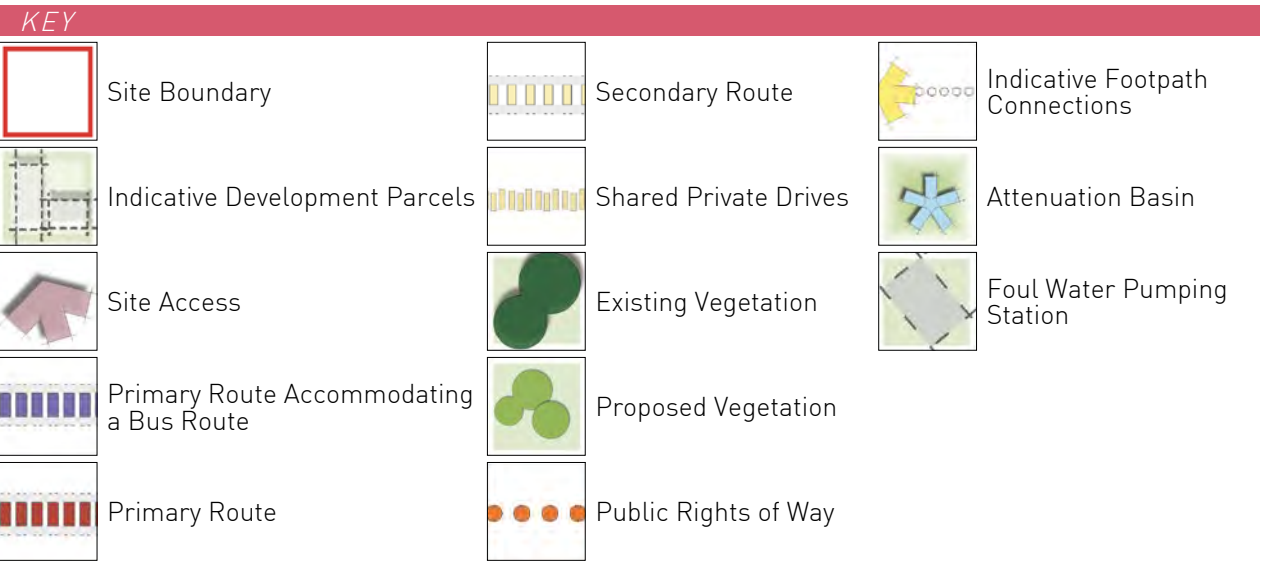 KEY
Site Boundary
Indicative Development Parcels
Site Access
Primary Route Accommodating
a Bus Route
Primary Route
Secondary Route
Shared Private Drives
Existing Vegetation
Proposed Vegetation
Public Rights of Way
Indicative Footpath
Connections
Attenuation Basin
Foul Water Pumping
Station